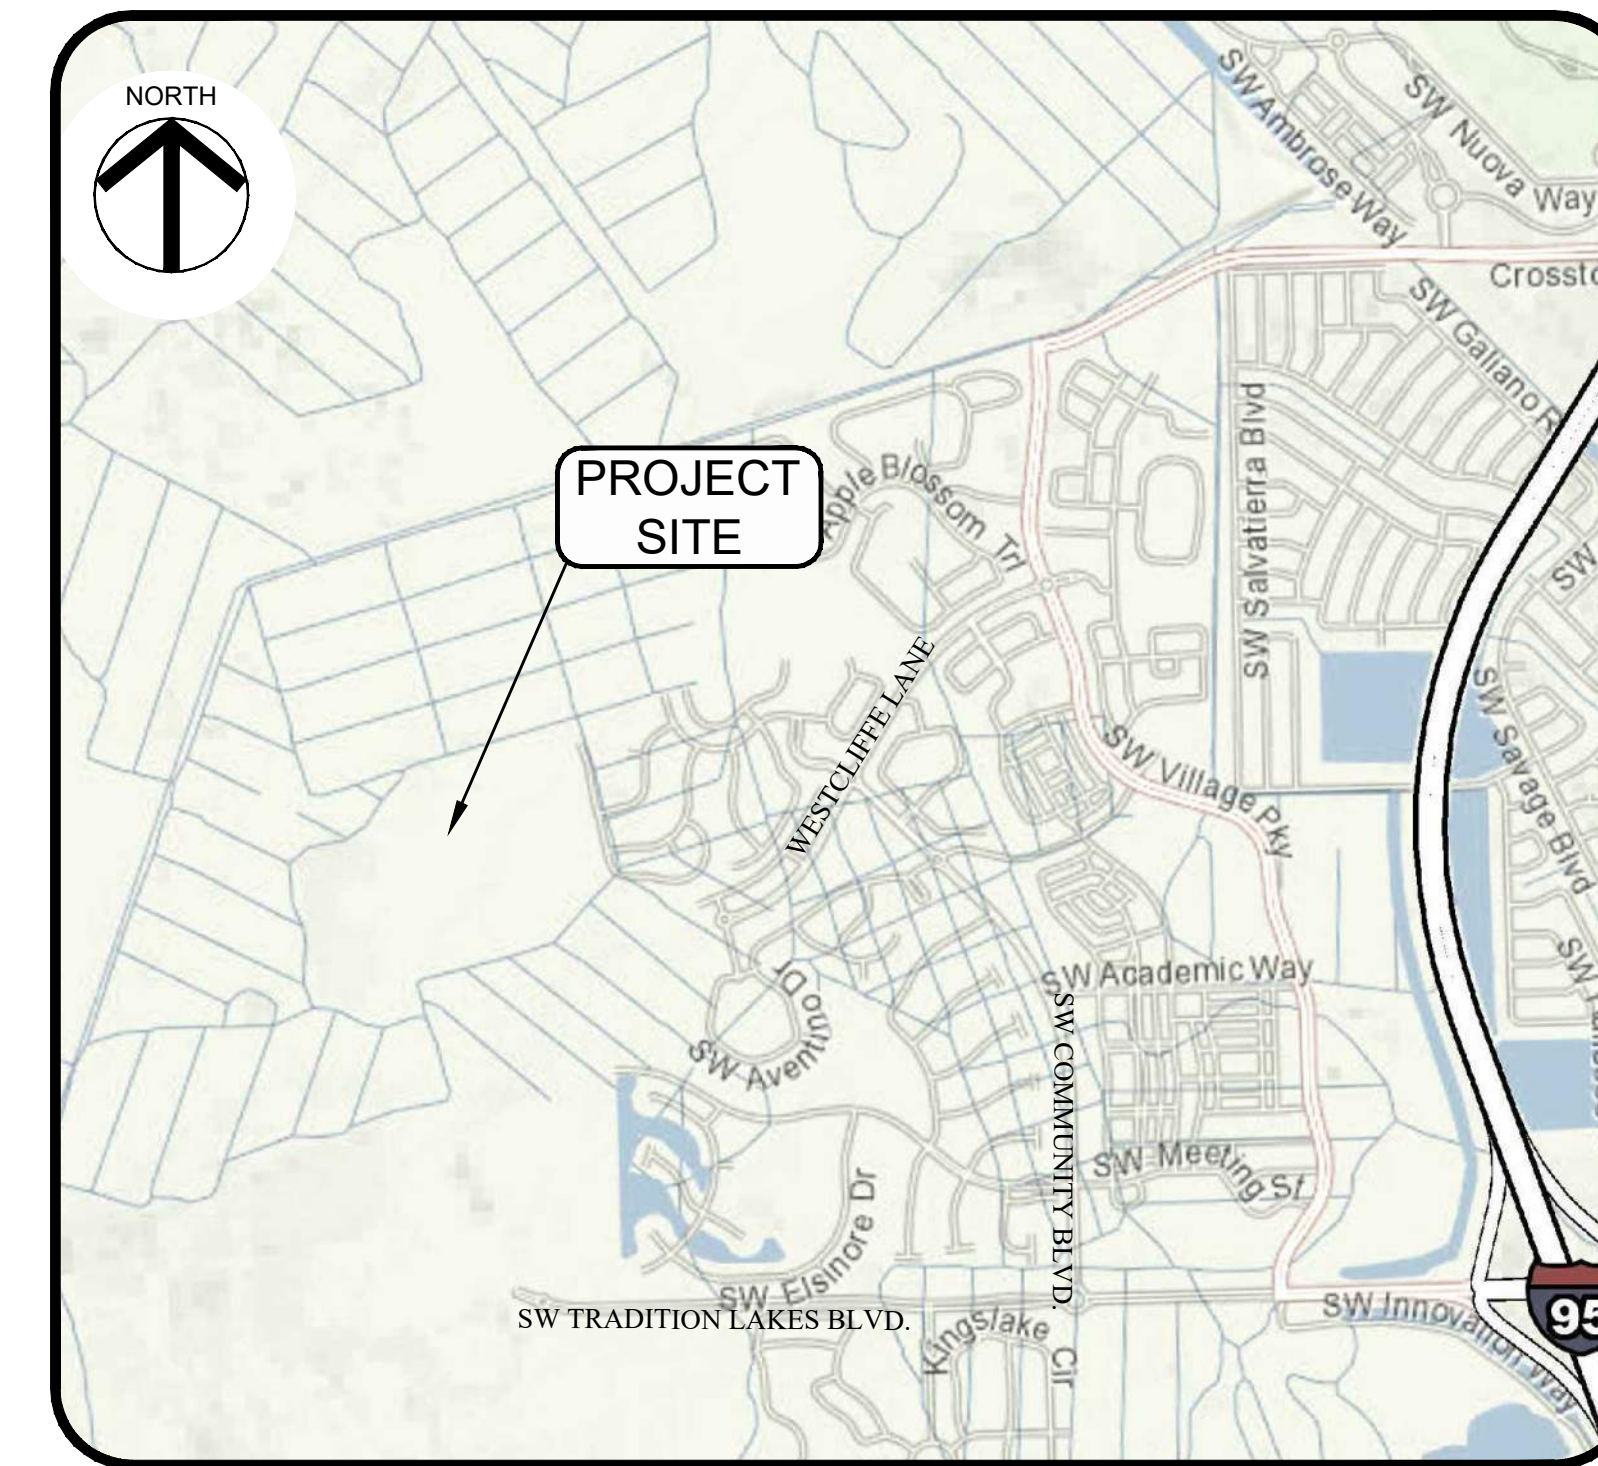 NORTH
SW Ambrose Way
SW Nuova Way
SW Galiano
PROJECT
SITE
Apple Blossom Trl
SW Salvatierra Blvd
SW
WESTCLIFFE LANE
SW Village Pky
SW Savage Blvd
SW Academic Way
SW
SW Aventino Dr
SW COMMUNITY BLVD.
SW Meeting St
SW Elsinore Dr
SW TRADITION LAKES BLVD.
Kingslake Cir
SW Innovation Way
95